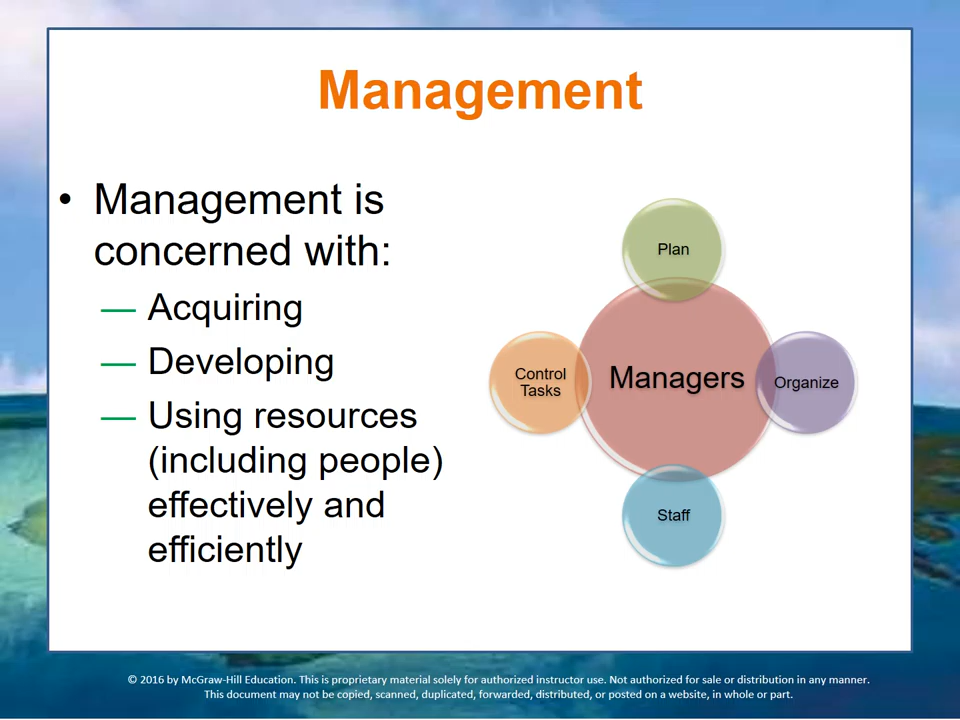 Management
• Management is
concerned with:
— Acquiring
— Developing
— Using resources
(including people)
effectively and
efficiently
Plan
Control
Tasks
Managers
Organize
Staff
© 2016 by McGraw-Hill Education. This is proprietary material solely for authorized instructor use. Not authorized for sale or distribution in any manner.
This document may not be copied, scanned, duplicated, forwarded, distributed, or posted on a website, in whole or part.